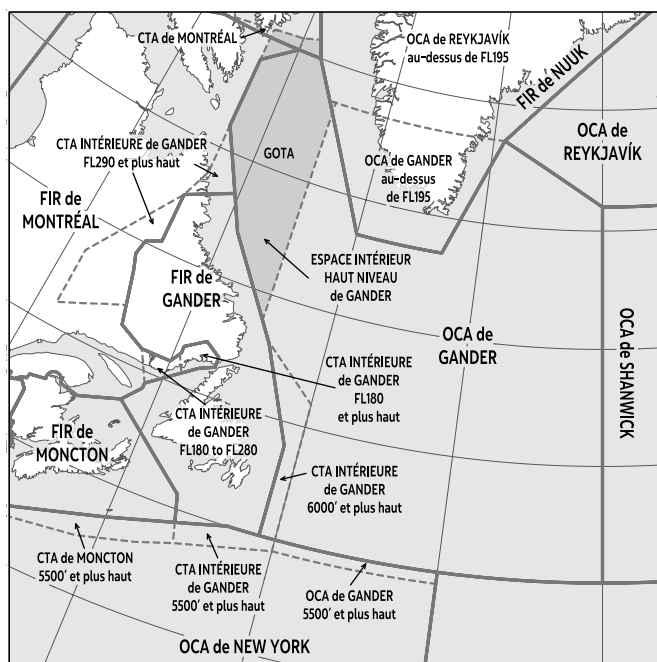 CTA de MONTRÉAL
OCA de REYKJAVÍK
au-dessus de FL195
FIR de NUUK
OCA de
REYKJAVÍK
CTA INTÉRIEURE de GANDER
FL290 et plus haut
GOTA
OCA de GANDER
au-dessus
de FL195
FIR de
MONTRÉAL
FIR de
GANDER
ESPACE INTÉRIEUR
HAUT NIVEAU
de GANDER
OCA de
GANDER
OCA de SHANWICK
CTA INTÉRIEURE
de GANDER
FL180
et plus haut
CTA INTÉRIEURE
de GANDER
FL180 to FL280
FIR de
MONCTON
CTA INTÉRIEURE
de GANDER
6000’ et plus haut
CTA de MONCTON
5500’ et plus haut
CTA INTÉRIEURE
de GANDER
5500’ et plus haut
OCA de GANDER
5500’ et plus haut
OCA de NEW YORK